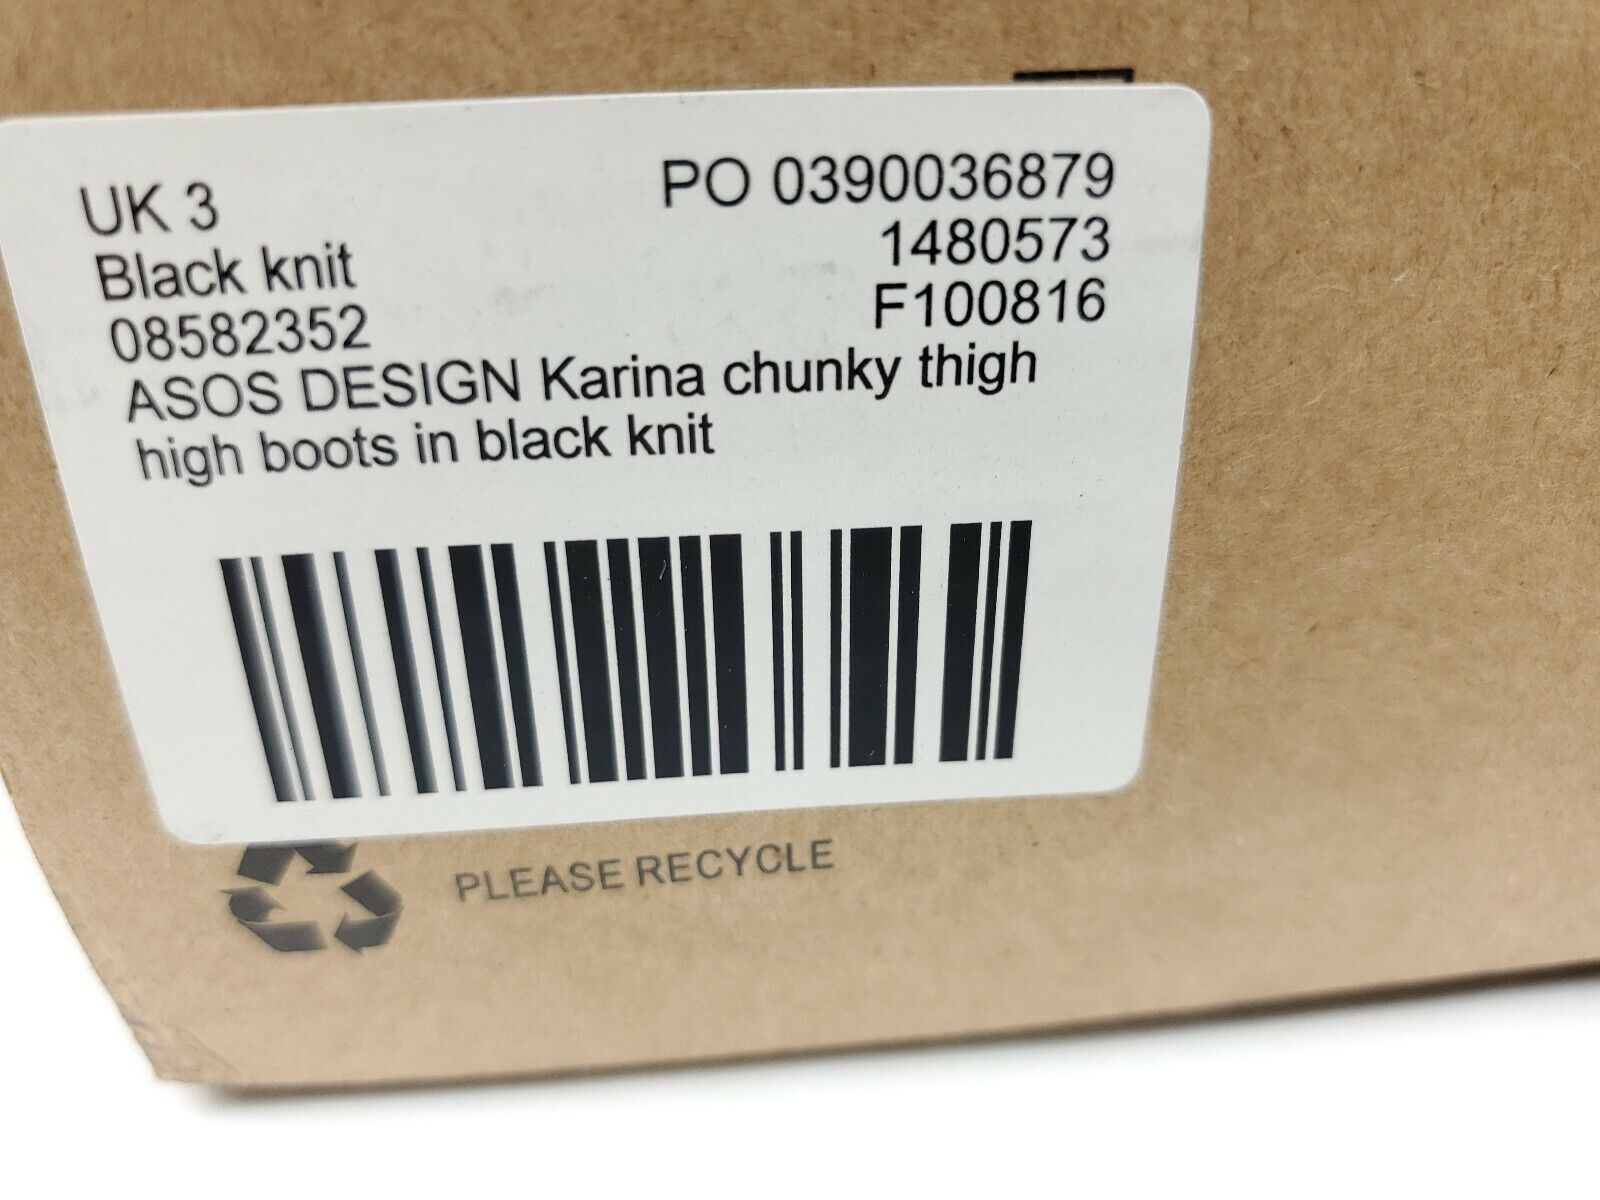 UK 3
PO 0390036879
Black knit
1480573
08582352
F100816
ASOS DESIGN Karina chunky thigh
high boots in black knit
PLEASE RECYCLE